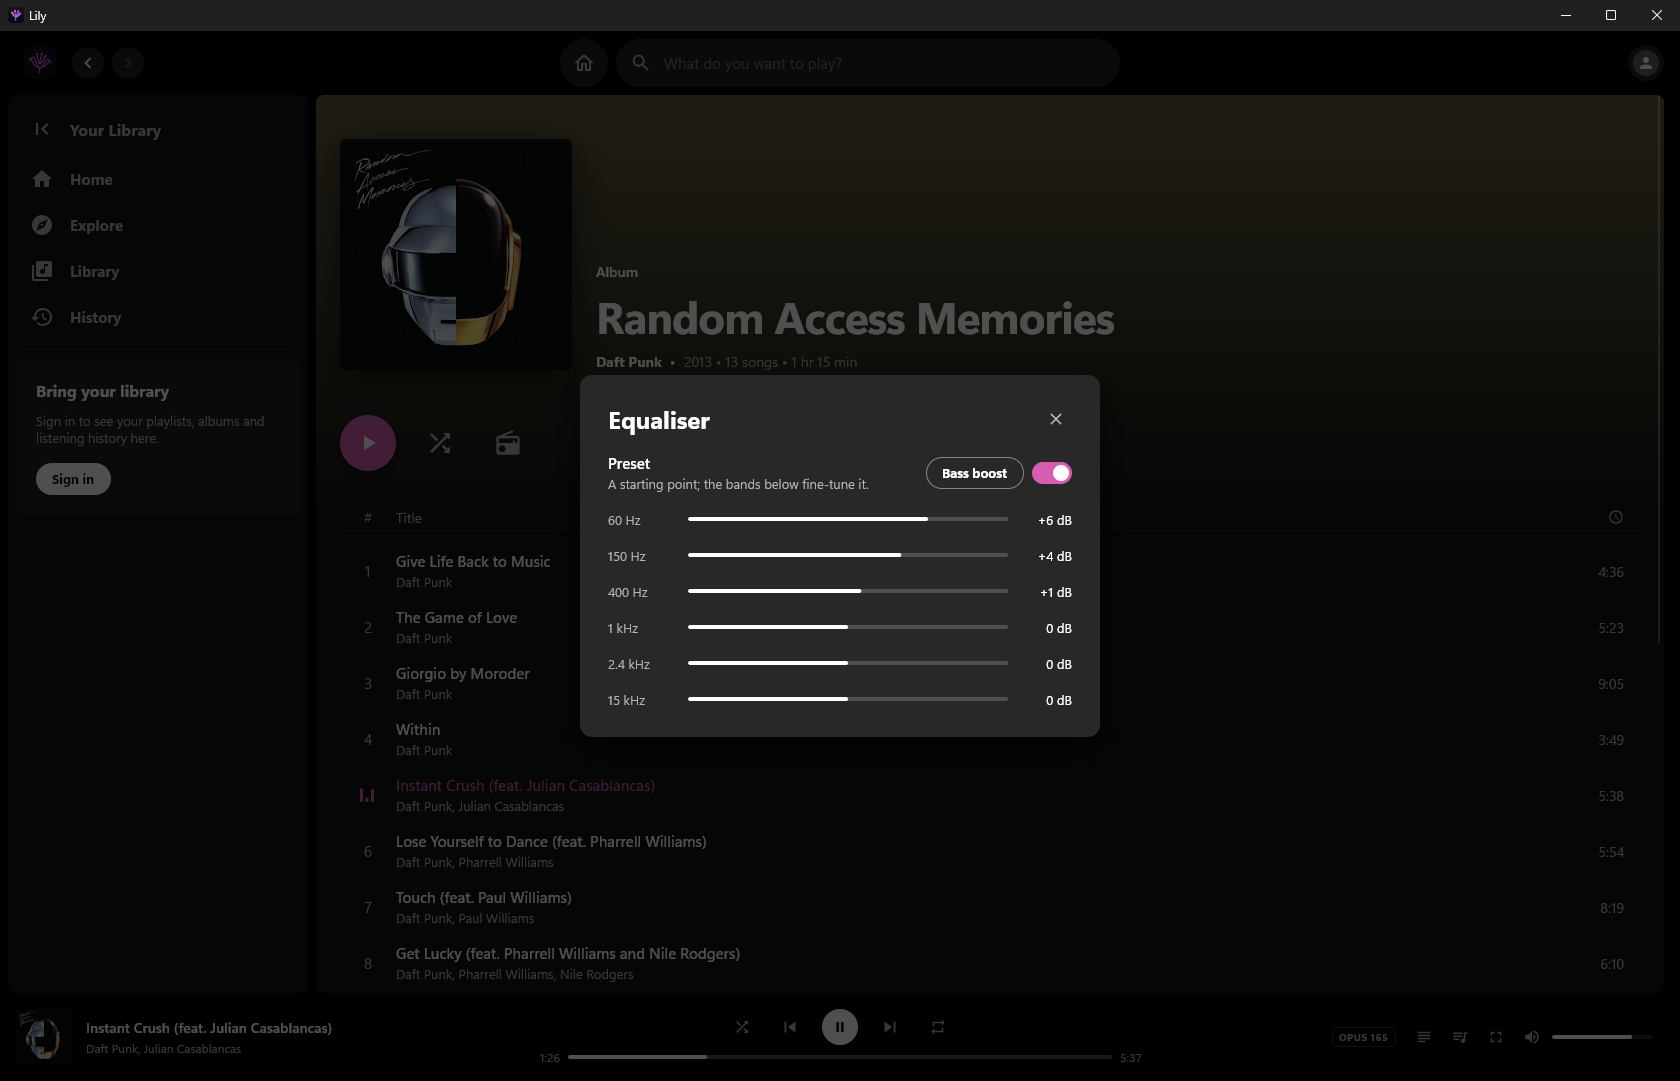 Lily
What do you want to play?
Your Library
Home
Explore
Library
History
Bring your library
Sign in to see your playlists, albums and
listening history here.
Sign in
Random
Access
Memories
Album
Random Access Memories
Daft Punk • 2013 • 13 songs • 1 hr 15 min
Equaliser
Preset
A starting point; the bands below fine-tune it.
Bass boost
60 Hz +6 dB
150 Hz +4 dB
400 Hz +1 dB
1 kHz 0 dB
2.4 kHz 0 dB
15 kHz 0 dB
# Title
1 Give Life Back to Music 4:36
Daft Punk
2 The Game of Love 5:23
Daft Punk
3 Giorgio by Moroder 9:05
Daft Punk
4 Within 3:49
Daft Punk
Instant Crush (feat. Julian Casablancas) 5:38
Daft Punk, Julian Casablancas
6 Lose Yourself to Dance (feat. Pharrell Williams) 5:54
Daft Punk, Pharrell Williams
7 Touch (feat. Paul Williams) 8:19
Daft Punk, Paul Williams
8 Get Lucky (feat. Pharrell Williams and Nile Rodgers) 6:10
Daft Punk, Pharrell Williams, Nile Rodgers
Instant Crush (feat. Julian Casablancas)
Daft Punk, Julian Casablancas
1:26 5:37
OPUS 165